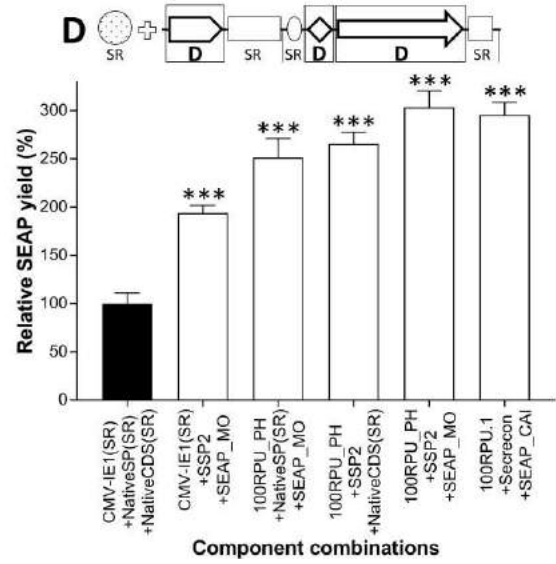 D
SR
D
SR
SR
D
D
SR
Relative SEAP yield (%)
300
250
200
150
100
50
0
***
***
***
***
***
CMV-IE1(SR)
+NativeSP(SR)
+NativeCDS(SR)
CMV-IE1(SR)
+SSP2
+SEAP_MO
100RPU_PH
+NativeSP(SR)
+SEAP_MO
100RPU_PH
+SSP2
+NativeCDS(SR)
100RPU_PH
+SSP2
+SEAP_MO
100RPU.1
+Secrecon
+SEAP_CAI
Component combinations